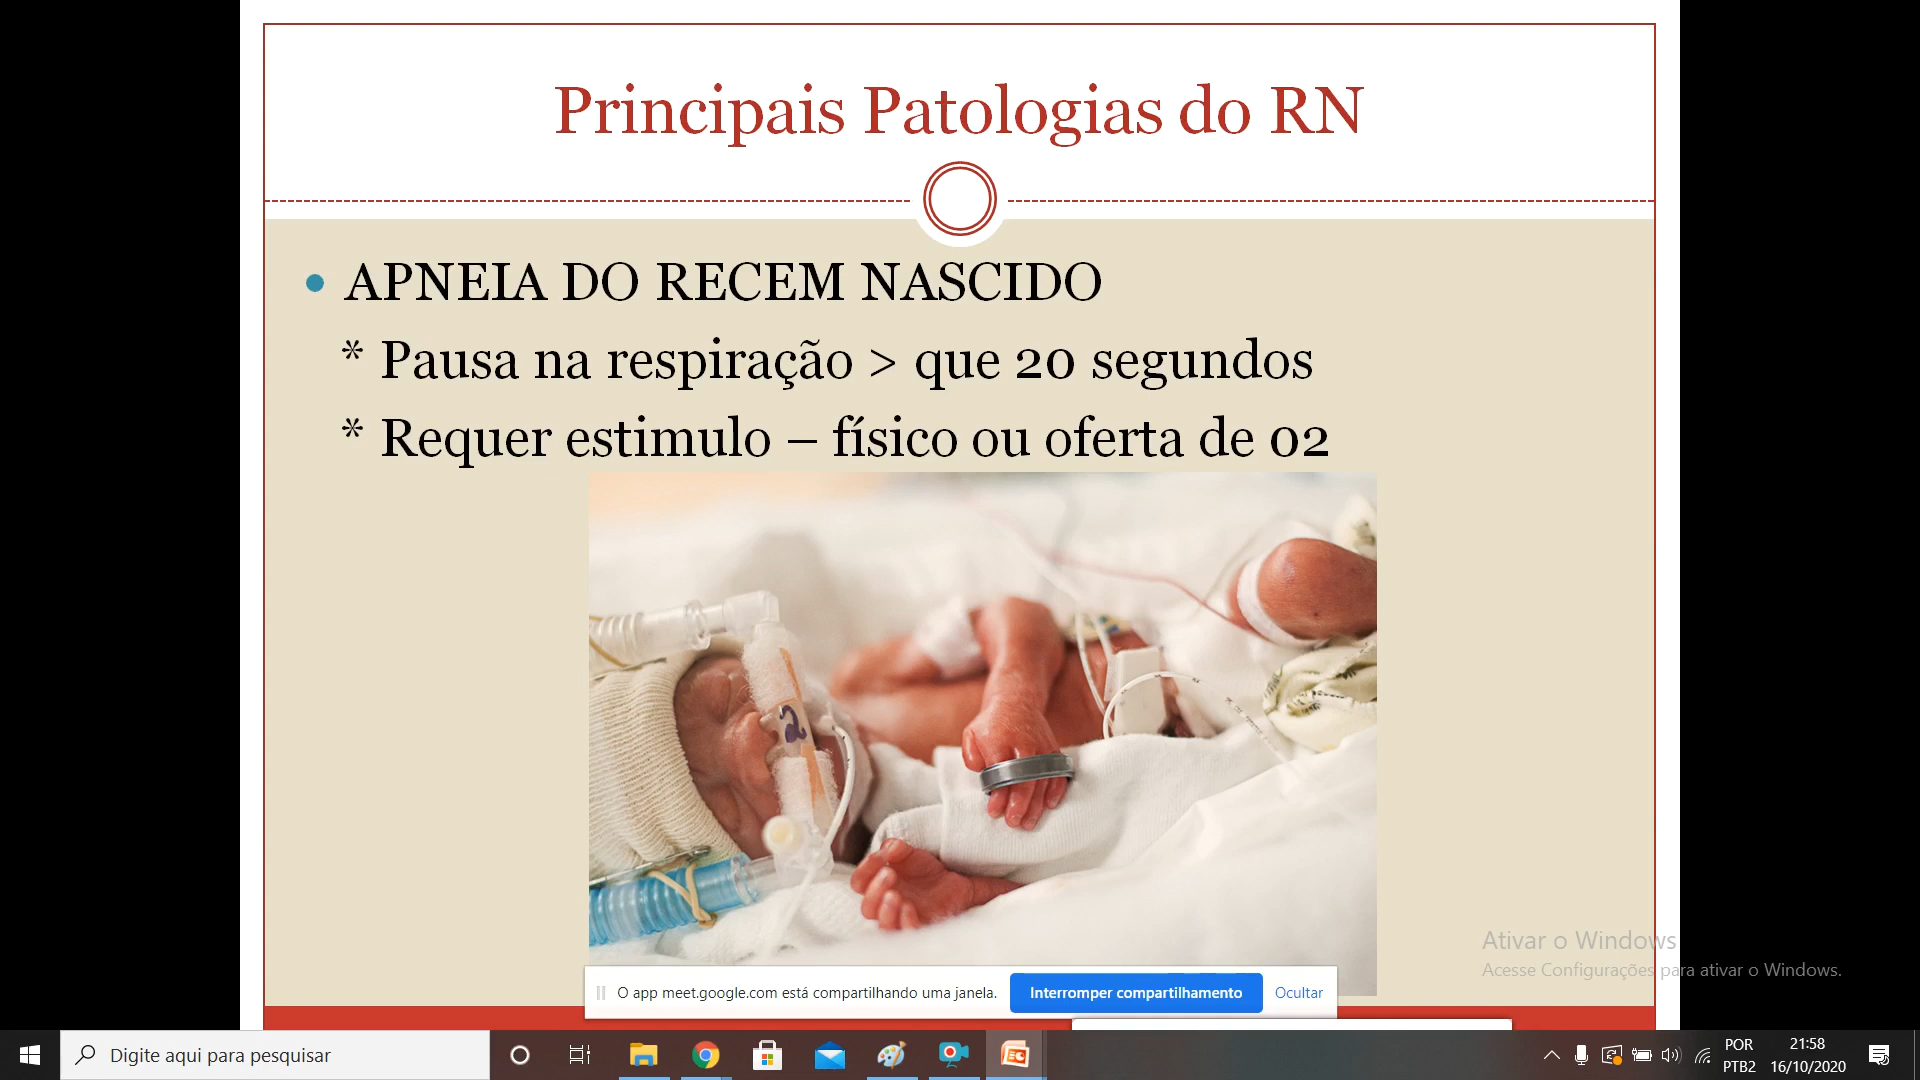 Principais Patologias do RN
• APNEIA DO RECEM NASCIDO
* Pausa na respiração > que 20 segundos
* Requer estimulo – físico ou oferta de 02
2
Ativar o Windows
Acesse Configurações para ativar o Windows.
O app meet.google.com está compartilhando uma janela.
Interromper compartilhamento
Ocultar
Digite aqui para pesquisar
POR
PTB2
21:58
16/10/2020